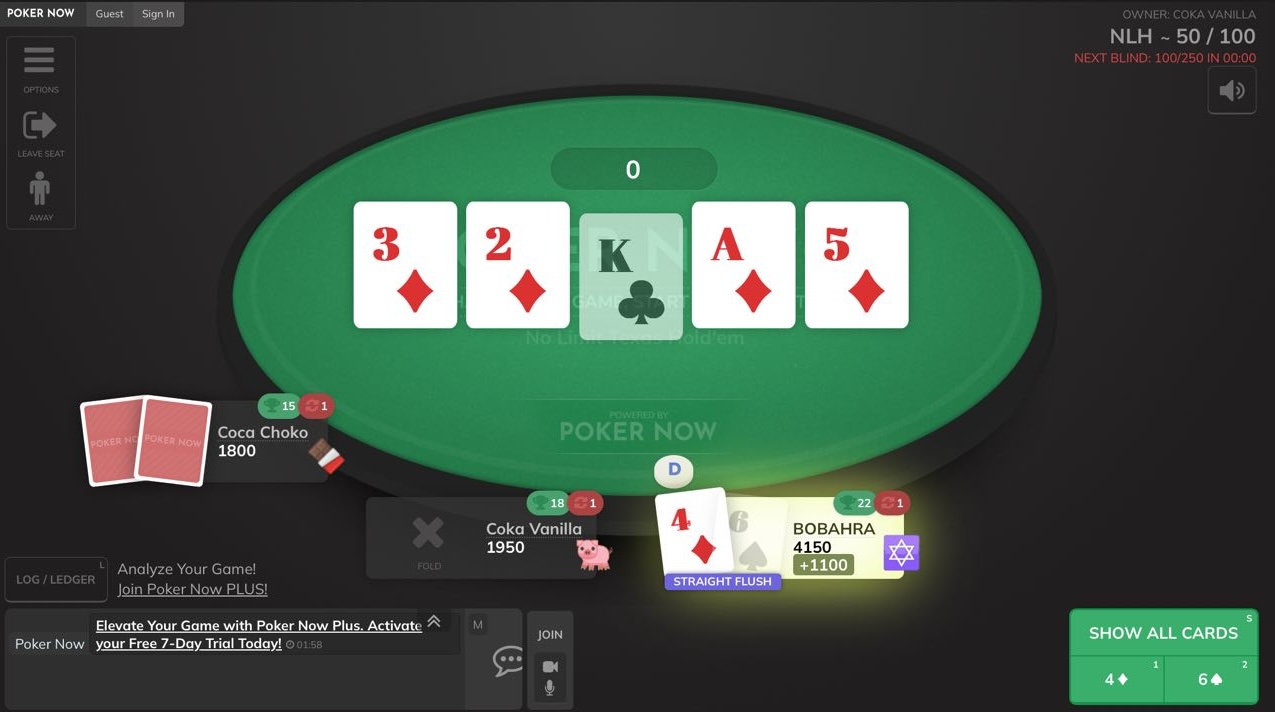 POKER NOW
Guest
Sign In
OWNER: COKA VANILLA
NLH ~ 50 / 100
NEXT BLIND: 100/250 IN 00:00
OPTIONS
LEAVE SEAT
AWAY
0
3
2
K
A
5
No Limit Texas Hold'em
POWERED BY
POKER NOW
15
1
Coca Choko
1800
POKER NOW
D
18
1
Coka Vanilla
1950
FOLD
4
6
22
1
BOBAHRA
4150
+1100
STRAIGHT FLUSH
LOG / LEDGER
L
Analyze Your Game!
Join Poker Now PLUS!
Poker Now
Elevate Your Game with Poker Now Plus. Activate
your Free 7-Day Trial Today! 01:58
M
JOIN
SHOW ALL CARDS
S
4♦
1
6♠
2